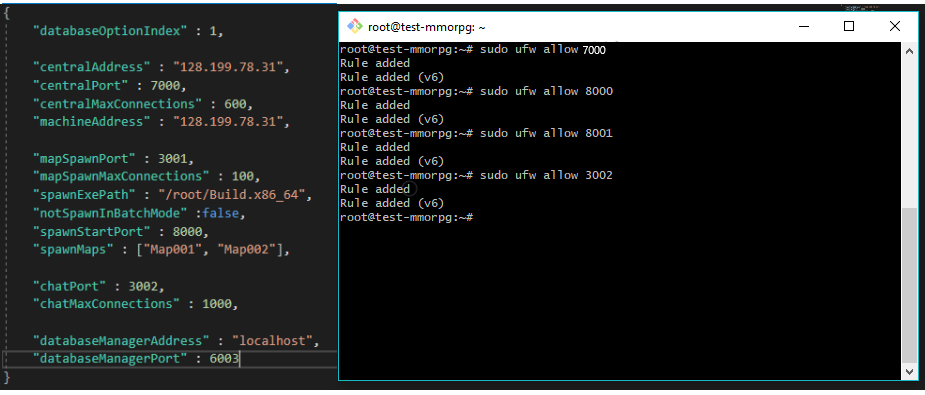 {
"databaseOptionIndex" : 1,
"centralAddress" : "128.199.78.31",
"centralPort" : 7000,
"centralMaxConnections" : 600,
"machineAddress" : "128.199.78.31",
"mapSpawnPort" : 3001,
"mapSpawnMaxConnections" : 100,
"spawnExePath" : "/root/Build.x86_64",
"notSpawnInBatchMode" :false,
"spawnStartPort" : 8000,
"spawnMaps" : ["Map001", "Map002"],
"chatPort" : 3002,
"chatMaxConnections" : 1000,
"databaseManagerAddress" : "localhost",
"databaseManagerPort" : 6003
}
root@test-mmorpg: ~
root@test-mmorpg:~# sudo ufw allow 7000
Rule added
Rule added (v6)
root@test-mmorpg:~# sudo ufw allow 8000
Rule added
Rule added (v6)
root@test-mmorpg:~# sudo ufw allow 8001
Rule added
Rule added (v6)
root@test-mmorpg:~# sudo ufw allow 3002
Rule added
Rule added (v6)
root@test-mmorpg:~#